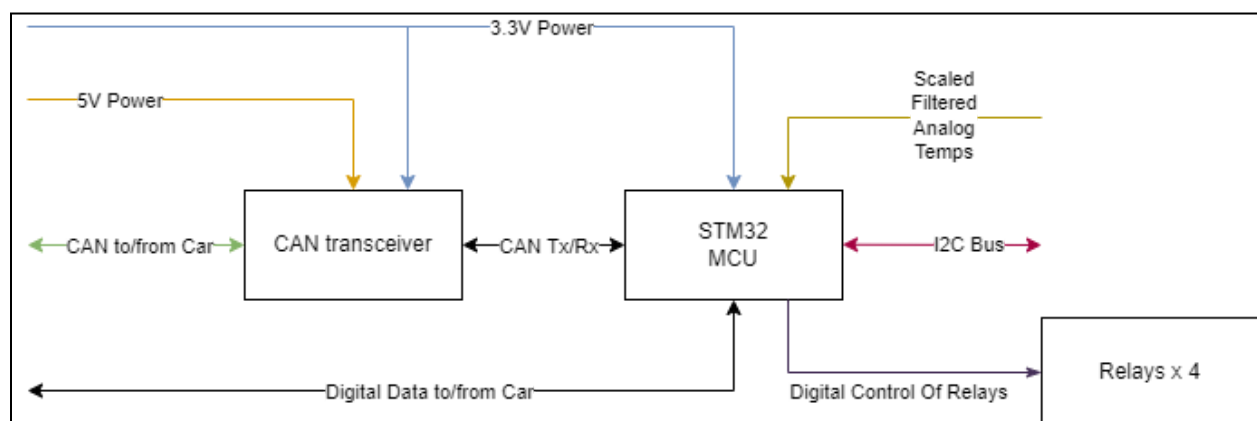 3.3V Power
5V Power
Scaled
Filtered
Analog
Temps
CAN to/from Car
CAN transceiver
CAN Tx/Rx
STM32
MCU
I2C Bus
Digital Data to/from Car
Digital Control Of Relays
Relays x 4